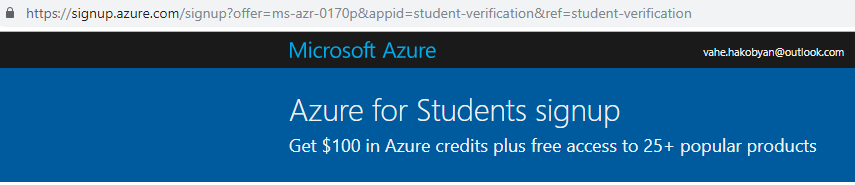 https://signup.azure.com/signup?offer=ms-azr-0170p&appid=student-verification&ref=student-verification
Microsoft Azure
vahe.hakobyan@outlook.com
Azure for Students signup
Get $100 in Azure credits plus free access to 25+ popular products